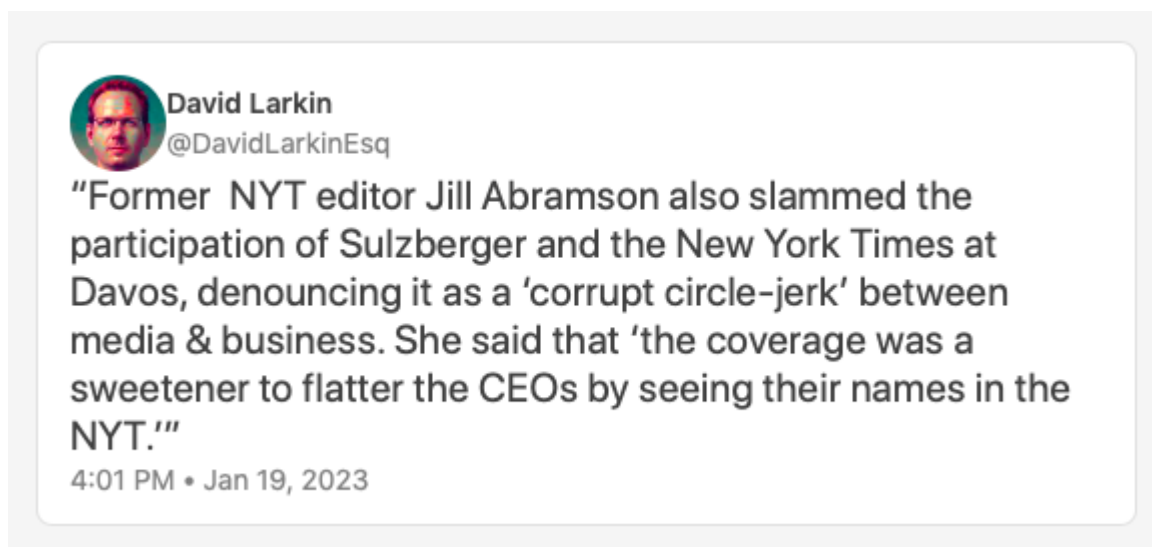 David Larkin
@DavidLarkinEsq
“Former  NYT editor Jill Abramson also slammed the
participation of Sulzberger and the New York Times at
Davos, denouncing it as a ‘corrupt circle-jerk’ between
media & business. She said that ‘the coverage was a
sweetener to flatter the CEOs by seeing their names in the
NYT.’”
4:01 PM • Jan 19, 2023